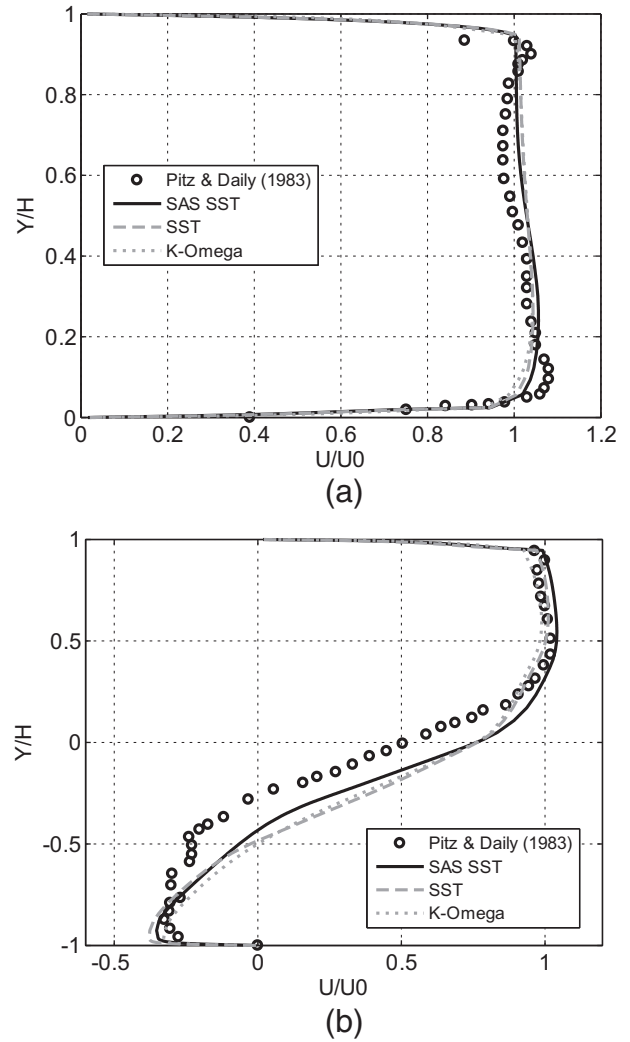 1
0.8
0.6
0.4
0.2
0
Y/H
Pitz & Daily (1983)
SAS SST
SST
K-Omega
0 0.2 0.4 0.6 0.8 1 1.2
U/U0
(a)
1
0.5
0
-0.5
-1
Y/H
Pitz & Daily (1983)
SAS SST
SST
K-Omega
-0.5 0 0.5 1
U/U0
(b)